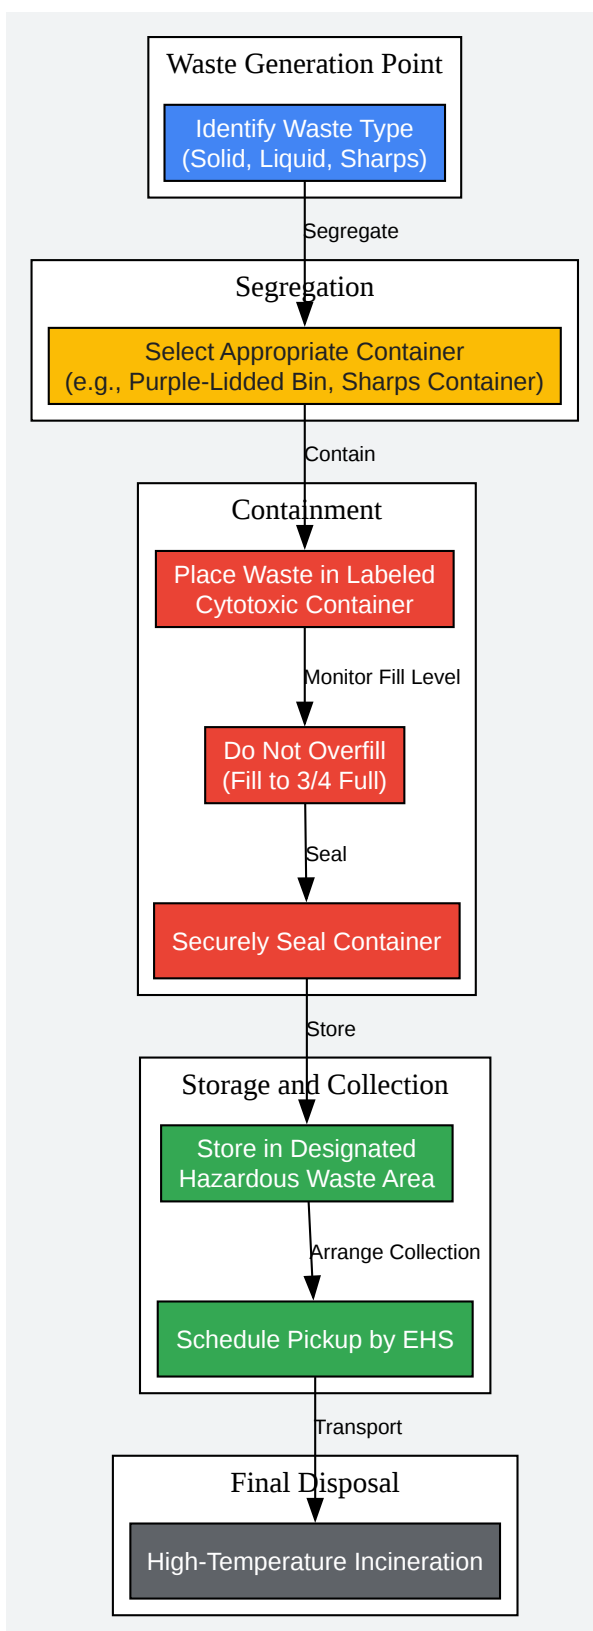 Waste Generation Point
Identify Waste Type
(Solid, Liquid, Sharps)
Segregate
Segregation
Select Appropriate Container
(e.g., Purple-Lidded Bin, Sharps Container)
Contain
Containment
Place Waste in Labeled
Cytotoxic Container
Monitor Fill Level
Do Not Overfill
(Fill to 3/4 Full)
Seal
Securely Seal Container
Store
Storage and Collection
Store in Designated
Hazardous Waste Area
Arrange Collection
Schedule Pickup by EHS
Transport
Final Disposal
High-Temperature Incineration